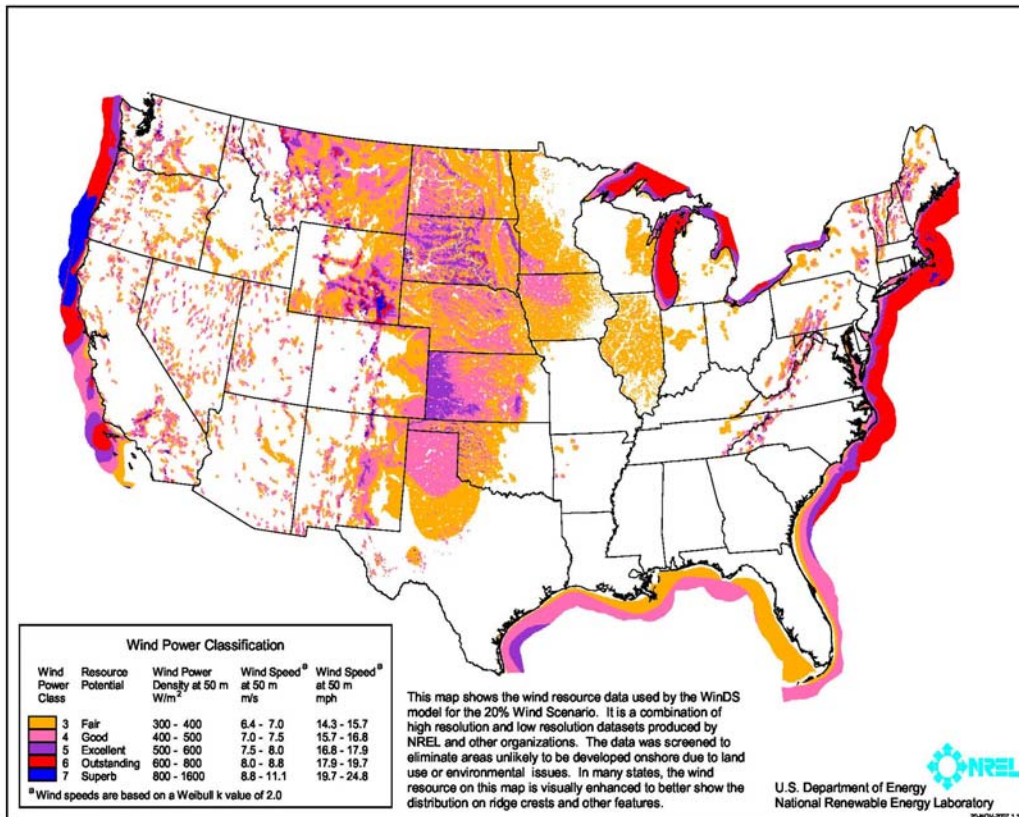 Wind Power Classification
Wind Power Class Resource Potential Wind Power Density at 50 m W/m² Wind Speed ᵃ at 50 m m/s Wind Speed ᵃ at 50 m mph
3 Fair 300 - 400 6.4 - 7.0 14.3 - 15.7
4 Good 400 - 500 7.0 - 7.5 15.7 - 16.8
5 Excellent 500 - 600 7.5 - 8.0 16.8 - 17.9
6 Outstanding 600 - 800 8.0 - 8.8 17.9 - 19.7
7 Superb 800 - 1600 8.8 - 11.1 19.7 - 24.8
ᵃ Wind speeds are based on a Weibull k value of 2.0
This map shows the wind resource data used by the WinDS
model for the 20% Wind Scenario. It is a combination of
high resolution and low resolution datasets produced by
NREL and other organizations. The data was screened to
eliminate areas unlikely to be developed onshore due to land
use or environmental issues. In many states, the wind
resource on this map is visually enhanced to better show the
distribution on ridge crests and other features.
NREL
U.S. Department of Energy
National Renewable Energy Laboratory